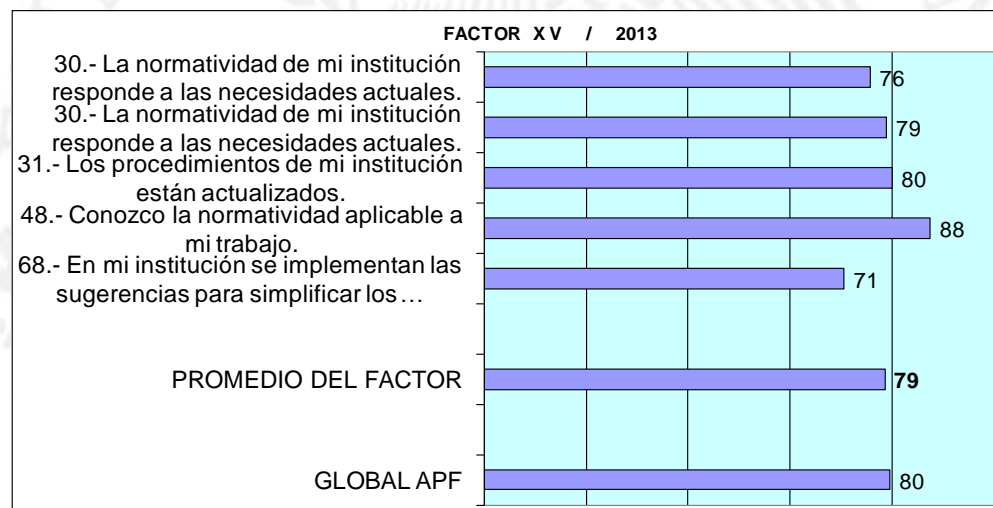 FACTOR XV / 2013
30.- La normatividad de mi institución
responde a las necesidades actuales.
76
30.- La normatividad de mi institución
responde a las necesidades actuales.
79
31.- Los procedimientos de mi institución
están actualizados.
80
48.- Conozco la normatividad aplicable a
mi trabajo.
88
68.- En mi institución se implementan las
sugerencias para simplificar los…
71
PROMEDIO DEL FACTOR
79
GLOBAL APF
80